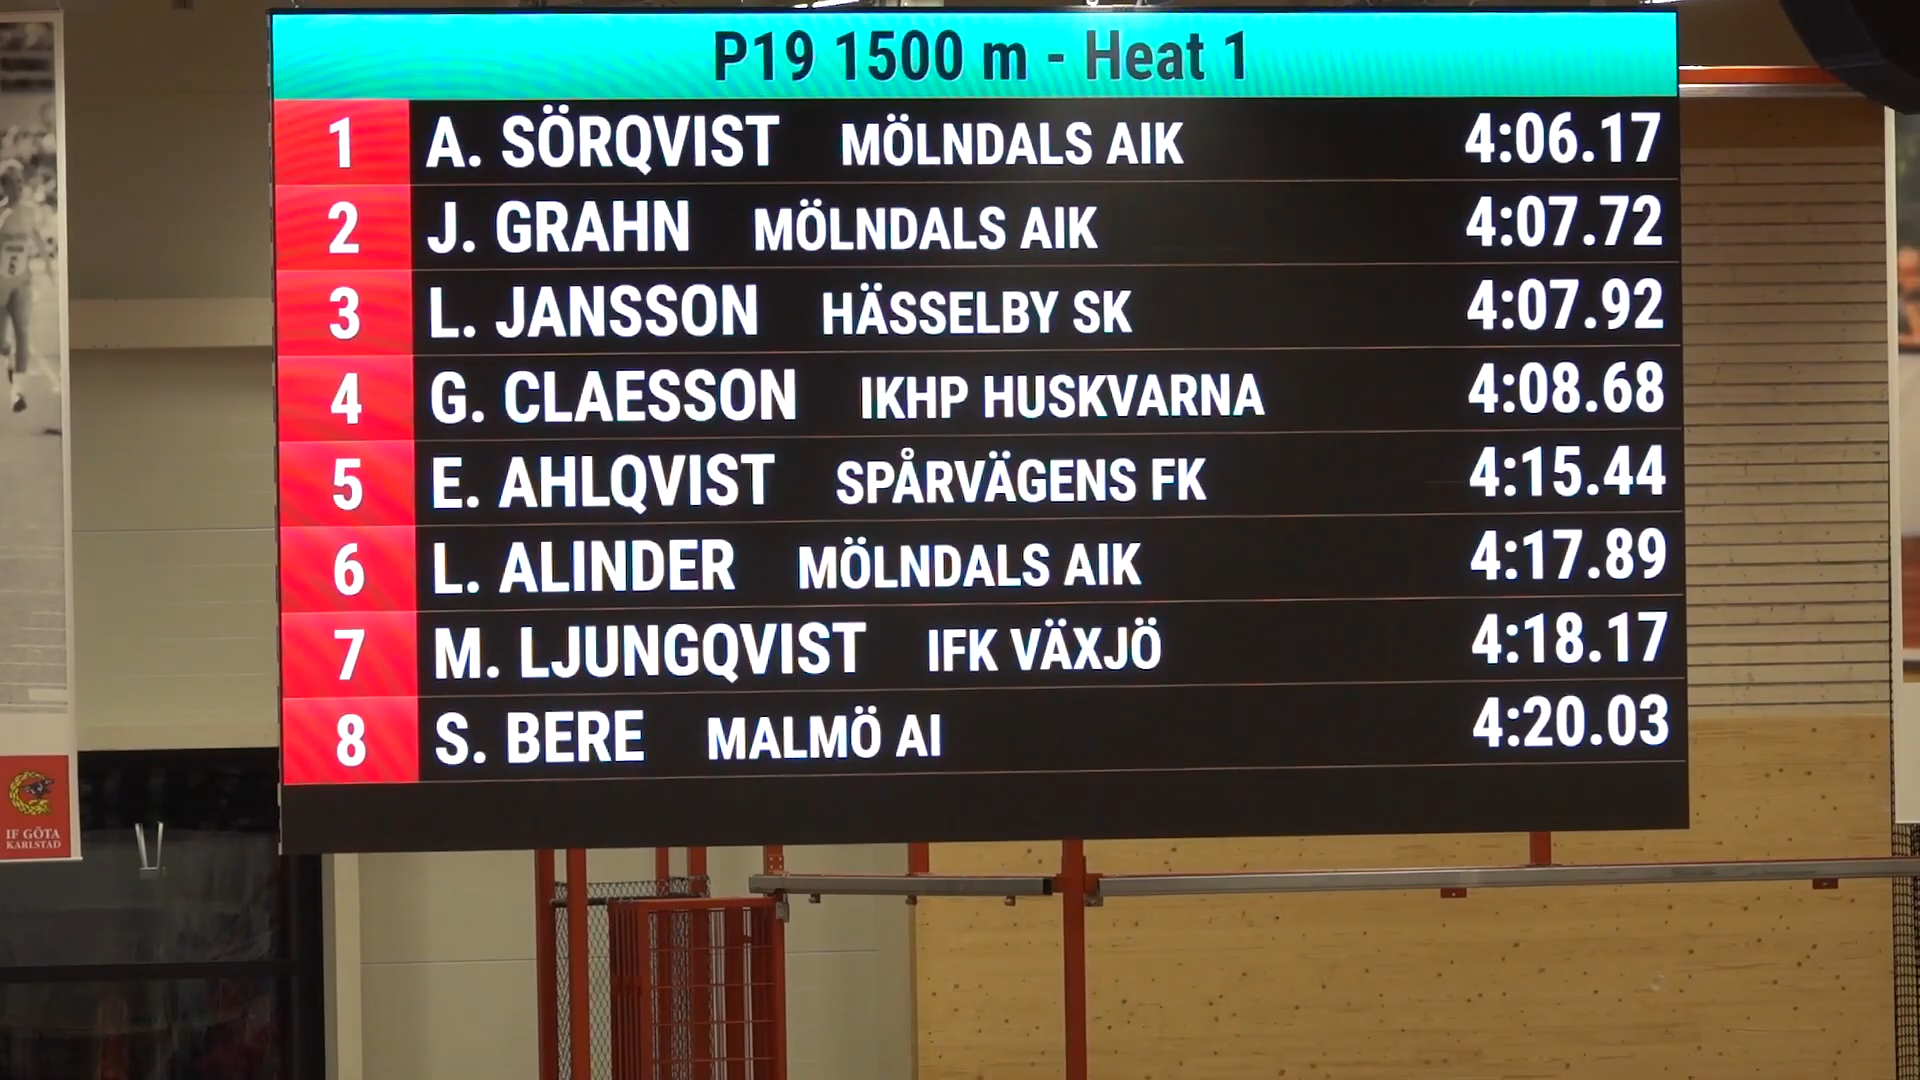 P19 1500 m - Heat 1
1 A. SÖRQVIST MÖLNDALS AIK 4:06.17
2 J. GRAHN MÖLNDALS AIK 4:07.72
3 L. JANSSON HÄSSELBY SK 4:07.92
4 G. CLAESSON IKHP HUSKVARNA 4:08.68
5 E. AHLQVIST SPÅRVÄGENS FK 4:15.44
6 L. ALINDER MÖLNDALS AIK 4:17.89
7 M. LJUNGQVIST IFK VÄXJÖ 4:18.17
8 S. BERE MALMÖ AI 4:20.03
IF GÖTA
KARLSTAD